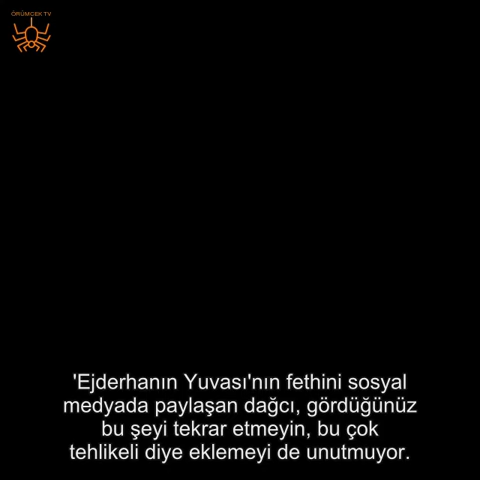 ÖRÜMCEK TV
'Ejderhanın Yuvası'nın fethini sosyal
medyada paylaşan dağcı, gördüğünüz
bu şeyi tekrar etmeyin, bu çok
tehlikeli diye eklemeyi de unutmuyor.